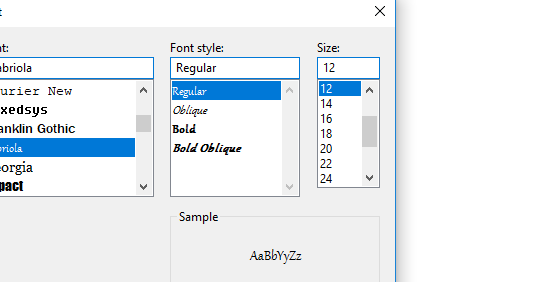 t
nt:
Font style:
Size:
briola
Regular
12
urier New
xedsys
anklin Gothic
briola
orgia
pact
Regular
Oblique
Bold
Bold Oblique
12
14
16
18
20
22
24
Sample
AaBbYyZz